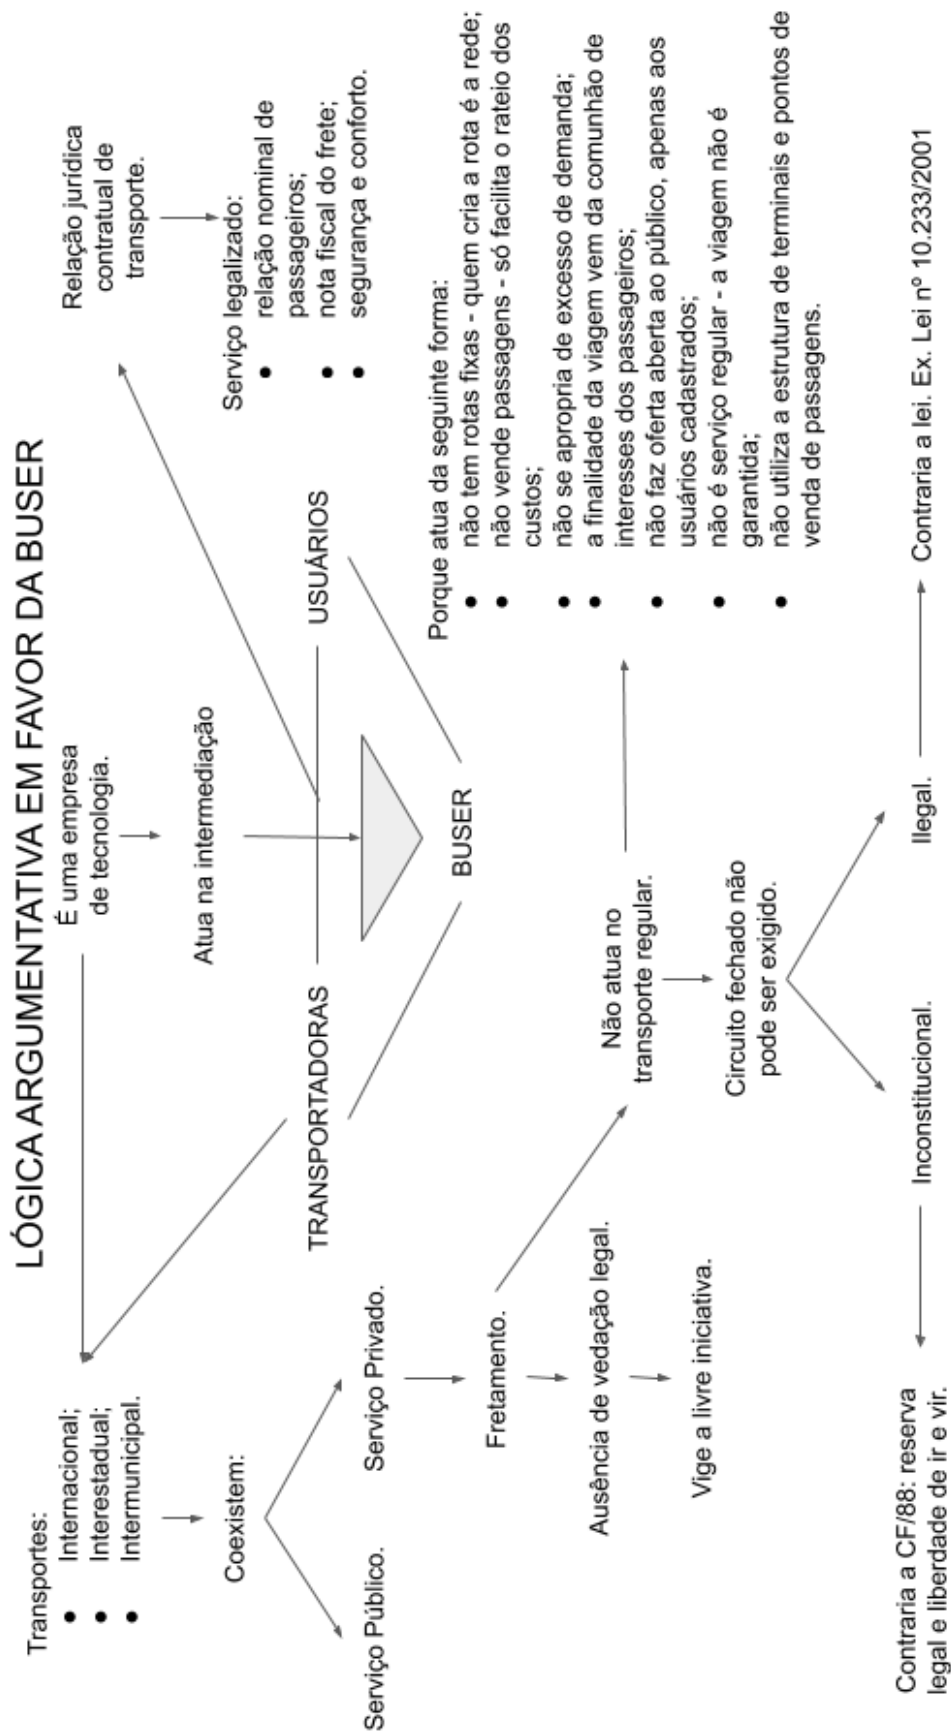 LÓGICA ARGUMENTATIVA EM FAVOR DA BUSER
Transportes:
● Internacional;
● Interestadual;
● Intermunicipal.
Coexistem:
Serviço Público.
Serviço Privado.
Fretamento.
Ausência de vedação legal.
Vige a livre iniciativa.
É uma empresa
de tecnologia.
Atua na intermediação
TRANSPORTADORAS
USUÁRIOS
BUSER
Relação jurídica
contratual de
transporte.
Serviço legalizado:
● relação nominal de
passageiros;
● nota fiscal do frete;
● segurança e conforto.
Não atua no
transporte regular.
Porque atua da seguinte forma:
● não tem rotas fixas - quem cria a rota é a rede;
● não vende passagens - só facilita o rateio dos
custos;
● não se apropria de excesso de demanda;
● a finalidade da viagem vem da comunhão de
interesses dos passageiros;
● não faz oferta aberta ao público, apenas aos
usuários cadastrados;
● não é serviço regular - a viagem não é
garantida;
● não utiliza a estrutura de terminais e pontos de
venda de passagens.
Circuito fechado não
pode ser exigido.
Inconstitucional.
Ilegal.
Contraria a CF/88: reserva
legal e liberdade de ir e vir.
Contraria a lei. Ex. Lei nº 10.233/2001